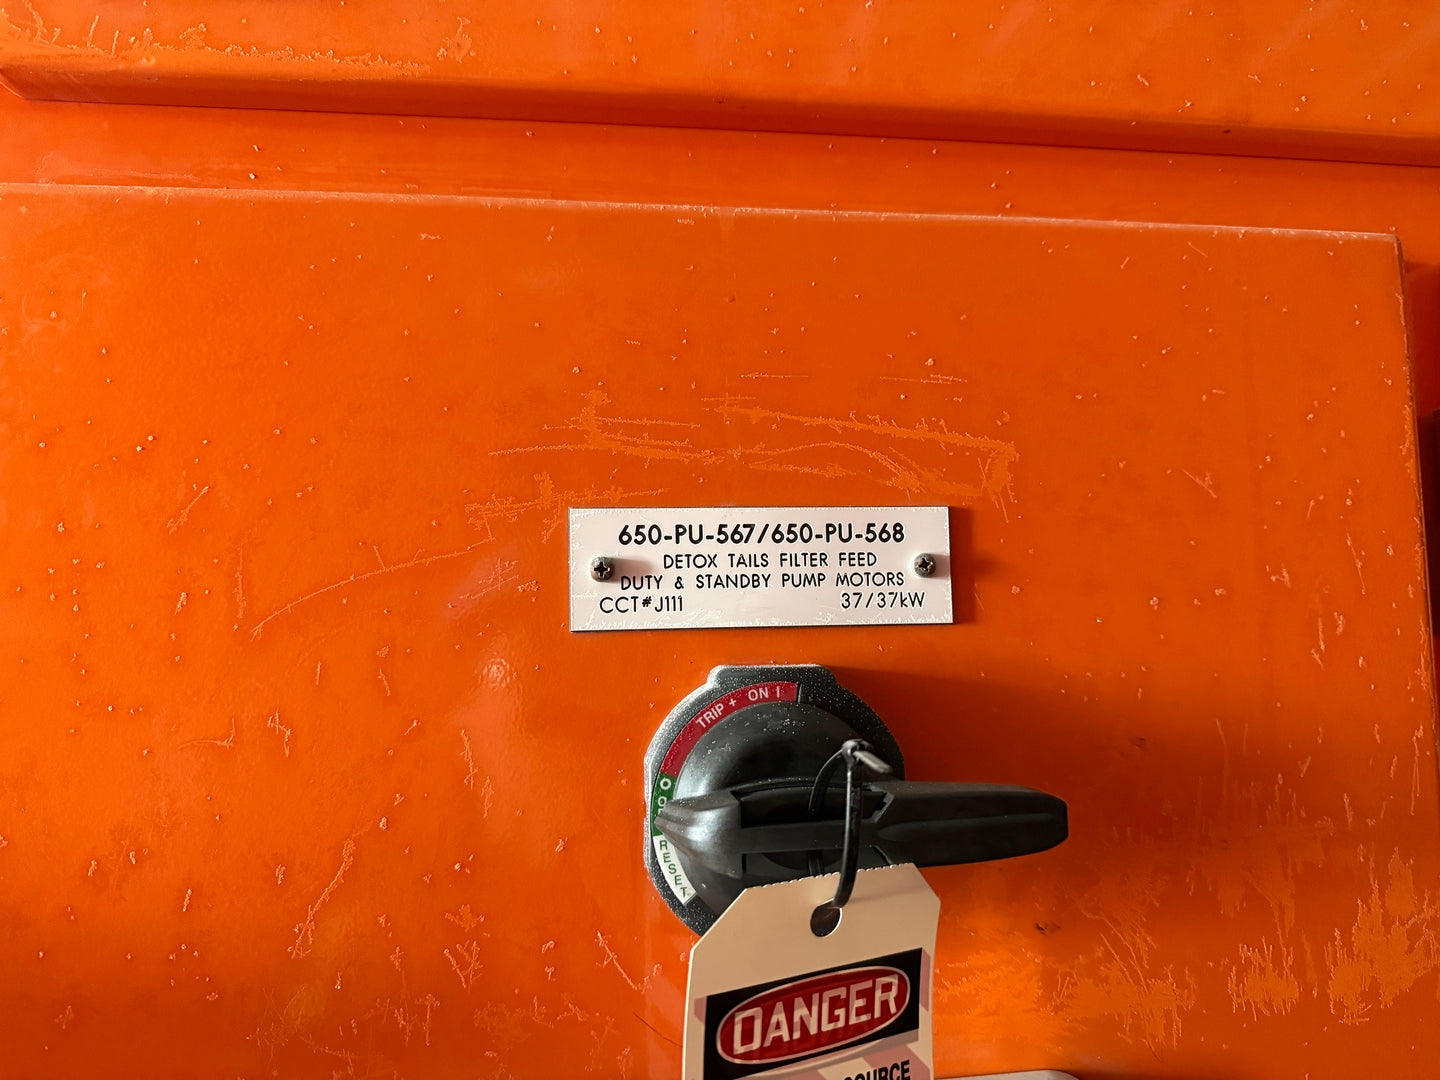 650-PU-567/650-PU-568
DETOX TAILS FILTER FEED
DUTY & STANDBY PUMP MOTORS
CCT#J111 37/37kW
TRIP + ON I
O
RESET
DANGER